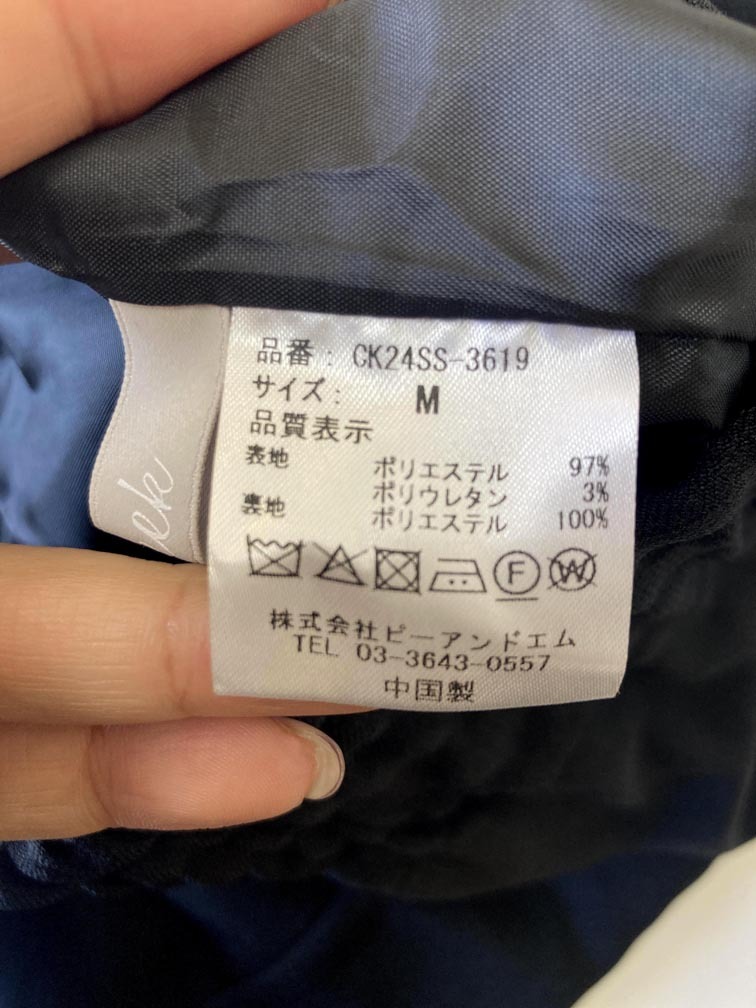 品番: CK24SS-3619
サイズ: M
品質表示
表地 ポリエステル 97%
ポリウレタン 3%
裏地 ポリエステル 100%
F W
株式会社ピーアンドエム
TEL 03-3643-0557
中国製